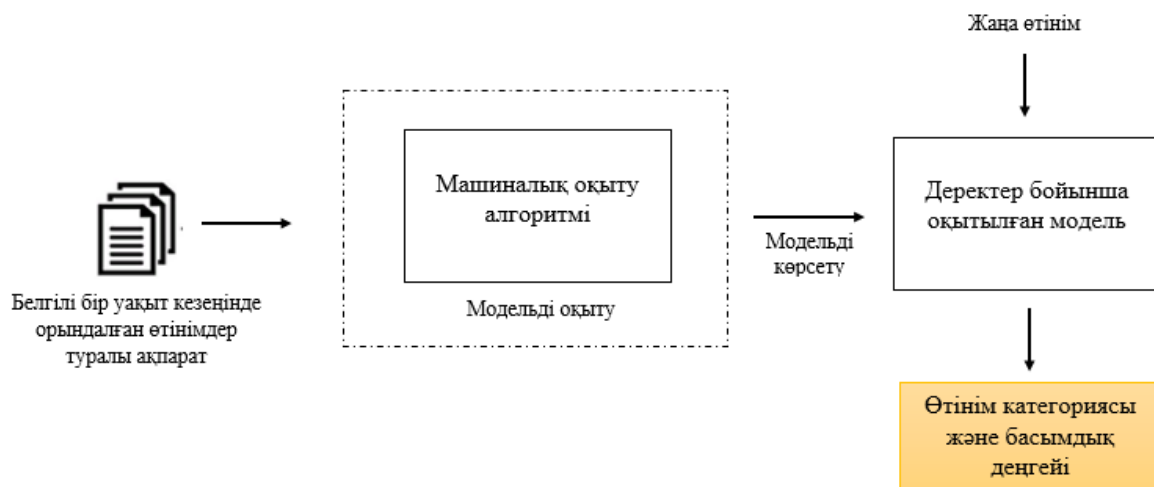 Жаңа өтінім
Машиналық оқыту
алгоритмі
Модельді оқыту
Белгілі бір уақыт кезеңінде
орындалған өтінімдер
туралы ақпарат
Модельді
көрсету
Деректер бойынша
оқытылған модель
Өтінім категориясы
және басымдық
деңгейі